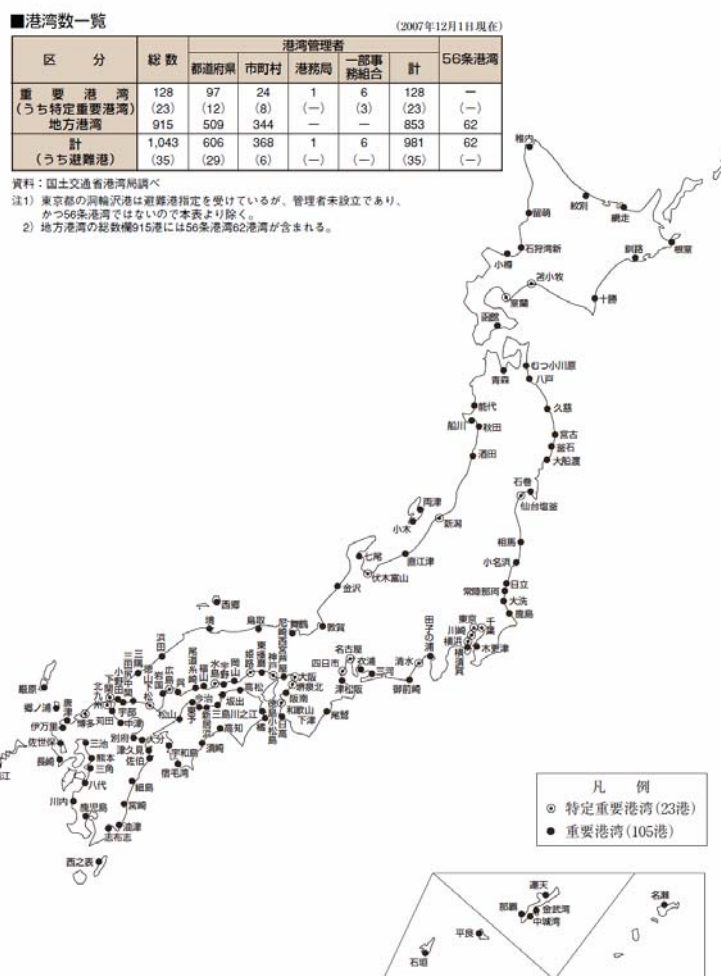 ■港湾数一覧
(2007年12月1日現在)
区 分 総数 港湾管理者 56条港湾
都道府県 市町村 港務局 一部事務組合 計
重要港湾 128 97 24 1 6 128 －
(うち特定重要港湾) (23) (12) (8) (－) (3) (23) (－)
地方港湾 915 509 344 － － 853 62
計 1,043 606 368 1 6 981 62
(うち避難港) (35) (29) (6) (－) (－) (35) (－)
資料：国土交通省港湾局調べ
注1) 東京都の洞輪沢港は避難港指定を受けているが、管理者未設立であり、
かつ56条港湾ではないので本表より除く。
2) 地方港湾の総数欄915港には56条港湾62港湾が含まれる。
稚内
紋別
網走
留萌
根室
釧路
石狩湾新
小樽
苫小牧
室蘭
十勝
函館
むつ小川原
青森
八戸
能代
久慈
船川
秋田
宮古
釜石
酒田
大船渡
石巻
仙台塩釜
両津
小木
新潟
相馬
七尾
直江津
小名浜
伏木富山
金沢
日立
常陸那珂
大洗
鹿島
西郷
境
鳥取
舞鶴
敦賀
尼崎西宮芦屋
東京
千葉
川崎
横浜
横須賀
木更津
田子の浦
名古屋
衣浦
三河
清水
御前崎
四日市
津松阪
浜田
三隅
三田尻中関
徳山下松
小野田
下関
北九州
宇部
苅田
中津
岩国
広島
呉
尾道糸崎
福山
水島
宇野
岡山
姫路
東播磨
神戸
大阪
堺泉北
阪南
和歌山下津
日高
尾鷲
高松
坂出
三島川之江
今治
東予
新居浜
松山
徳島小松島
橘
高知
須崎
宇和島
宿毛湾
厳原
郷ノ浦
唐津
博多
伊万里
佐世保
長崎
三池
熊本
三角
八代
別府
大分
津久見
佐伯
細島
川内
鹿児島
宮崎
油津
志布志
西之表
江
凡 例
◉ 特定重要港湾(23港)
● 重要港湾(105港)
運天
那覇
金武湾
中城湾
名瀬
平良
石垣